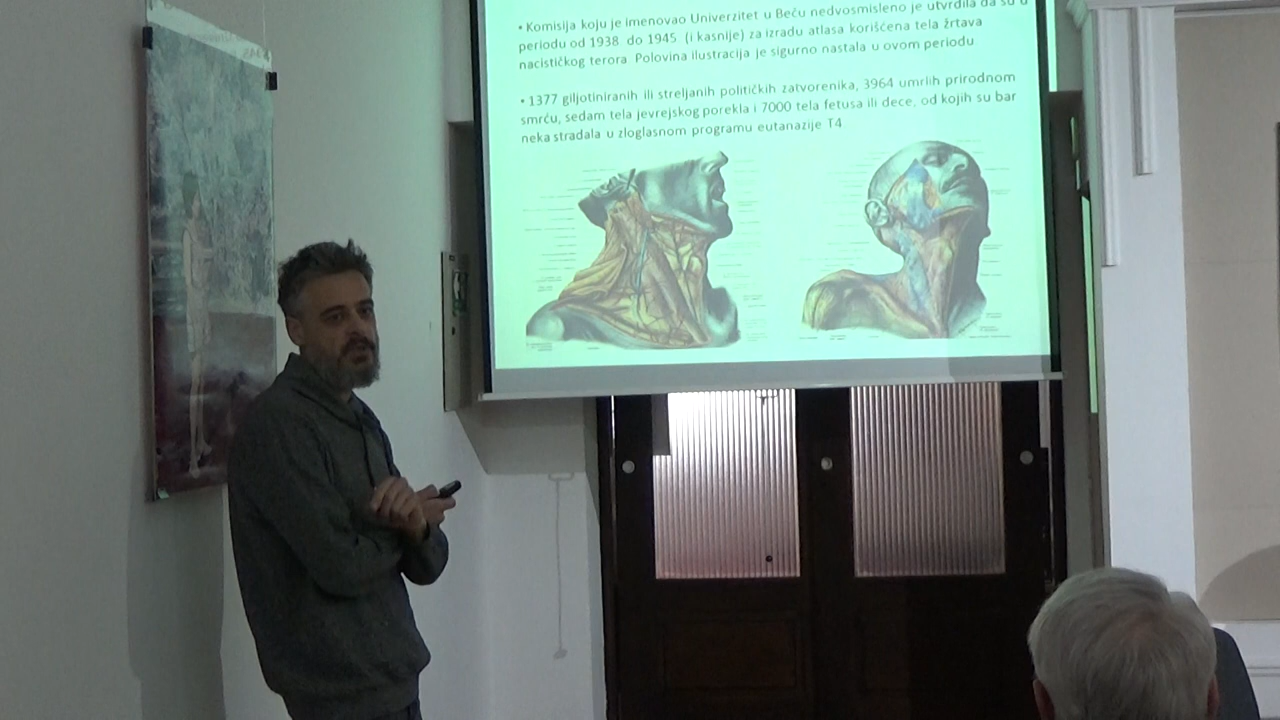 • Komisija koju je imenovao Univerzitet u Beču nedvosmisleno je utvrdila da su u
periodu od 1938. do 1945. (i kasnije) za izradu atlasa korišćena tela žrtava
nacističkog terora. Polovina ilustracija je sigurno nastala u ovom periodu
• 1377 giljotiniranih ili streljanih političkih zatvorenika, 3964 umrlih prirodnom
smrću, sedam tela jevrejskog porekla i 7000 tela fetusa ili dece, od kojih su bar
neka stradala u zloglasnom programu eutanazije T4